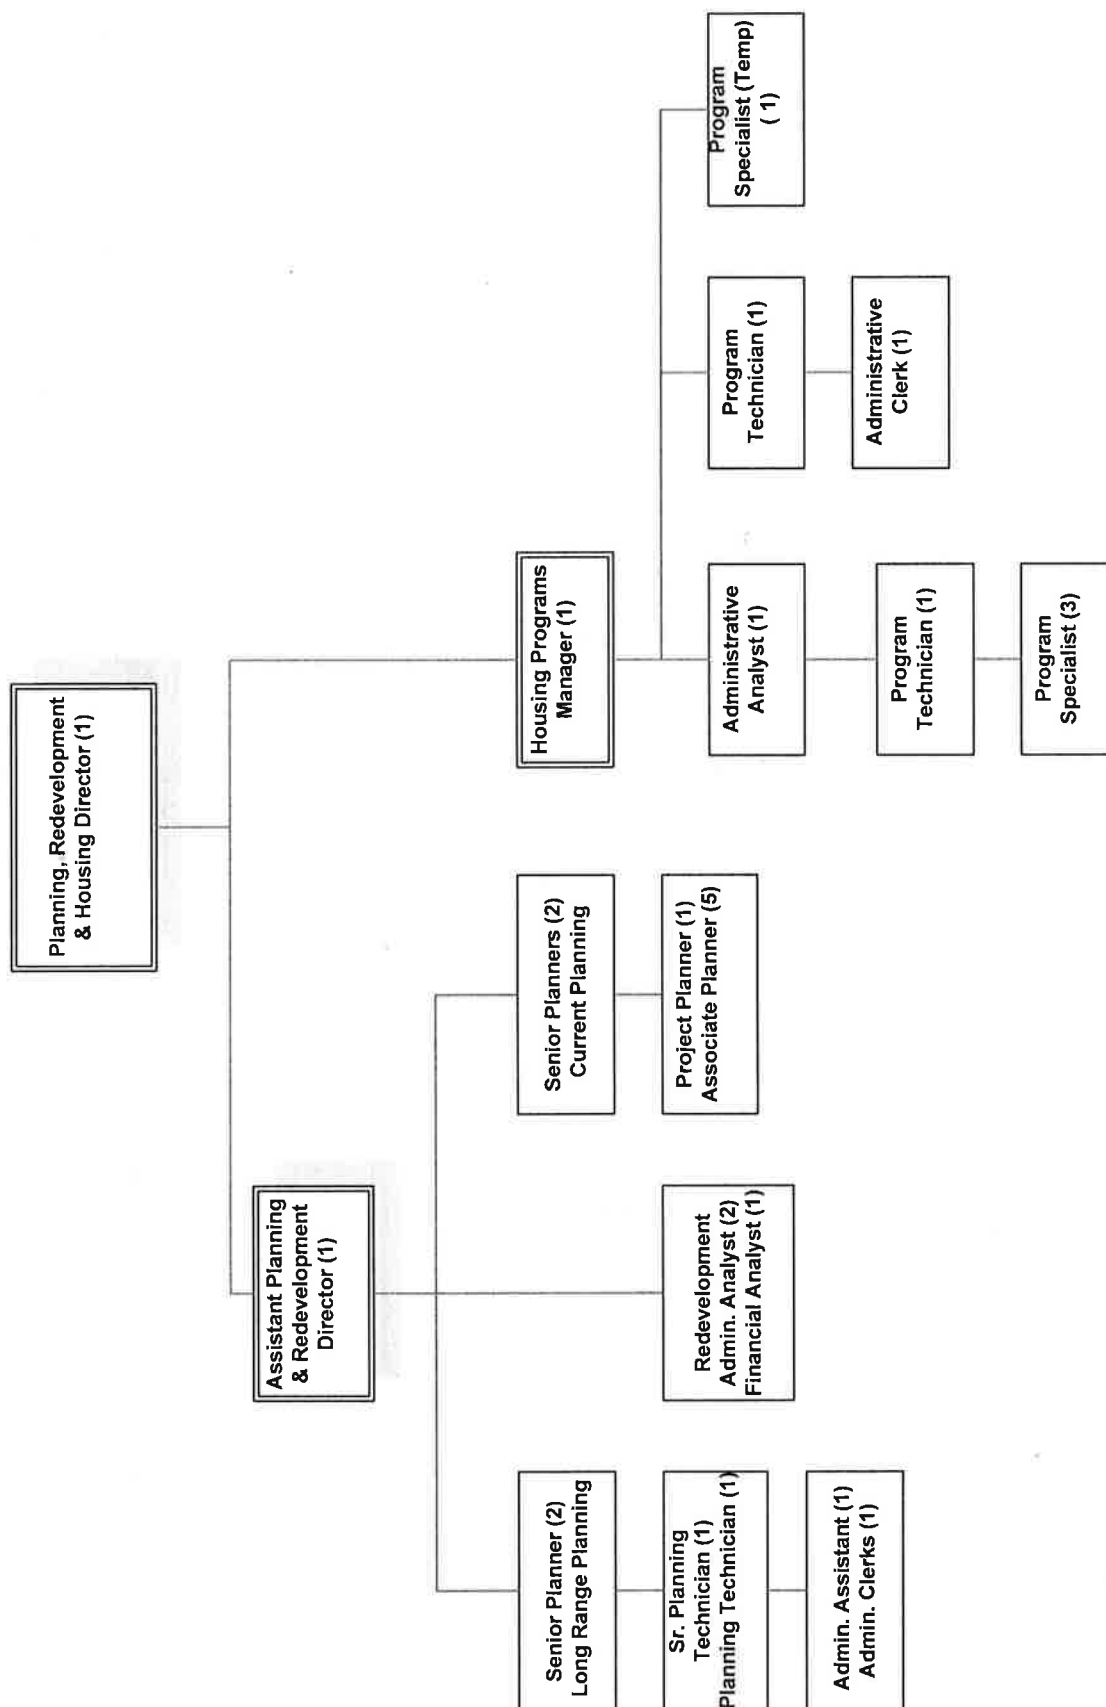 Planning, Redevelopment
& Housing Director (1)
Assistant Planning
& Redevelopment
Director (1)
Housing Programs
Manager (1)
Senior Planner (2)
Long Range Planning
Senior Planners (2)
Current Planning
Sr. Planning
Technician (1)
Planning Technician (1)
Redevelopment
Admin. Analyst (2)
Financial Analyst (1)
Project Planner (1)
Associate Planner (5)
Admin. Assistant (1)
Admin. Clerks (1)
Administrative
Analyst (1)
Program
Technician (1)
Program
Specialist (Temp)
( 1)
Program
Technician (1)
Administrative
Clerk (1)
Program
Specialist (3)